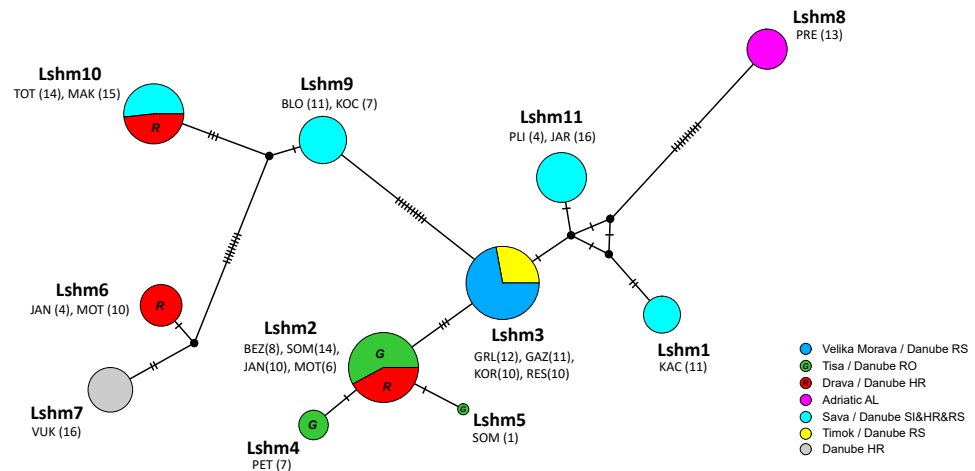 Lshm8
PRE (13)
Lshm10
TOT (14), MAK (15)
R
Lshm9
BLO (11), KOC (7)
Lshm11
PLI (4), JAR (16)
Lshm6
JAN (4), MOT (10)
R
Lshm2
BEZ(8), SOM(14),
JAN(10), MOT(6)
G
R
Lshm3
GRL(12), GAZ(11),
KOR(10), RES(10)
Lshm1
KAC (11)
Lshm7
VUK (16)
Lshm4
PET (7)
G
G
Lshm5
SOM (1)
Velika Morava / Danube RS
G Tisa / Danube RO
R Drava / Danube HR
Adriatic AL
Sava / Danube SI&HR&RS
Timok / Danube RS
Danube HR